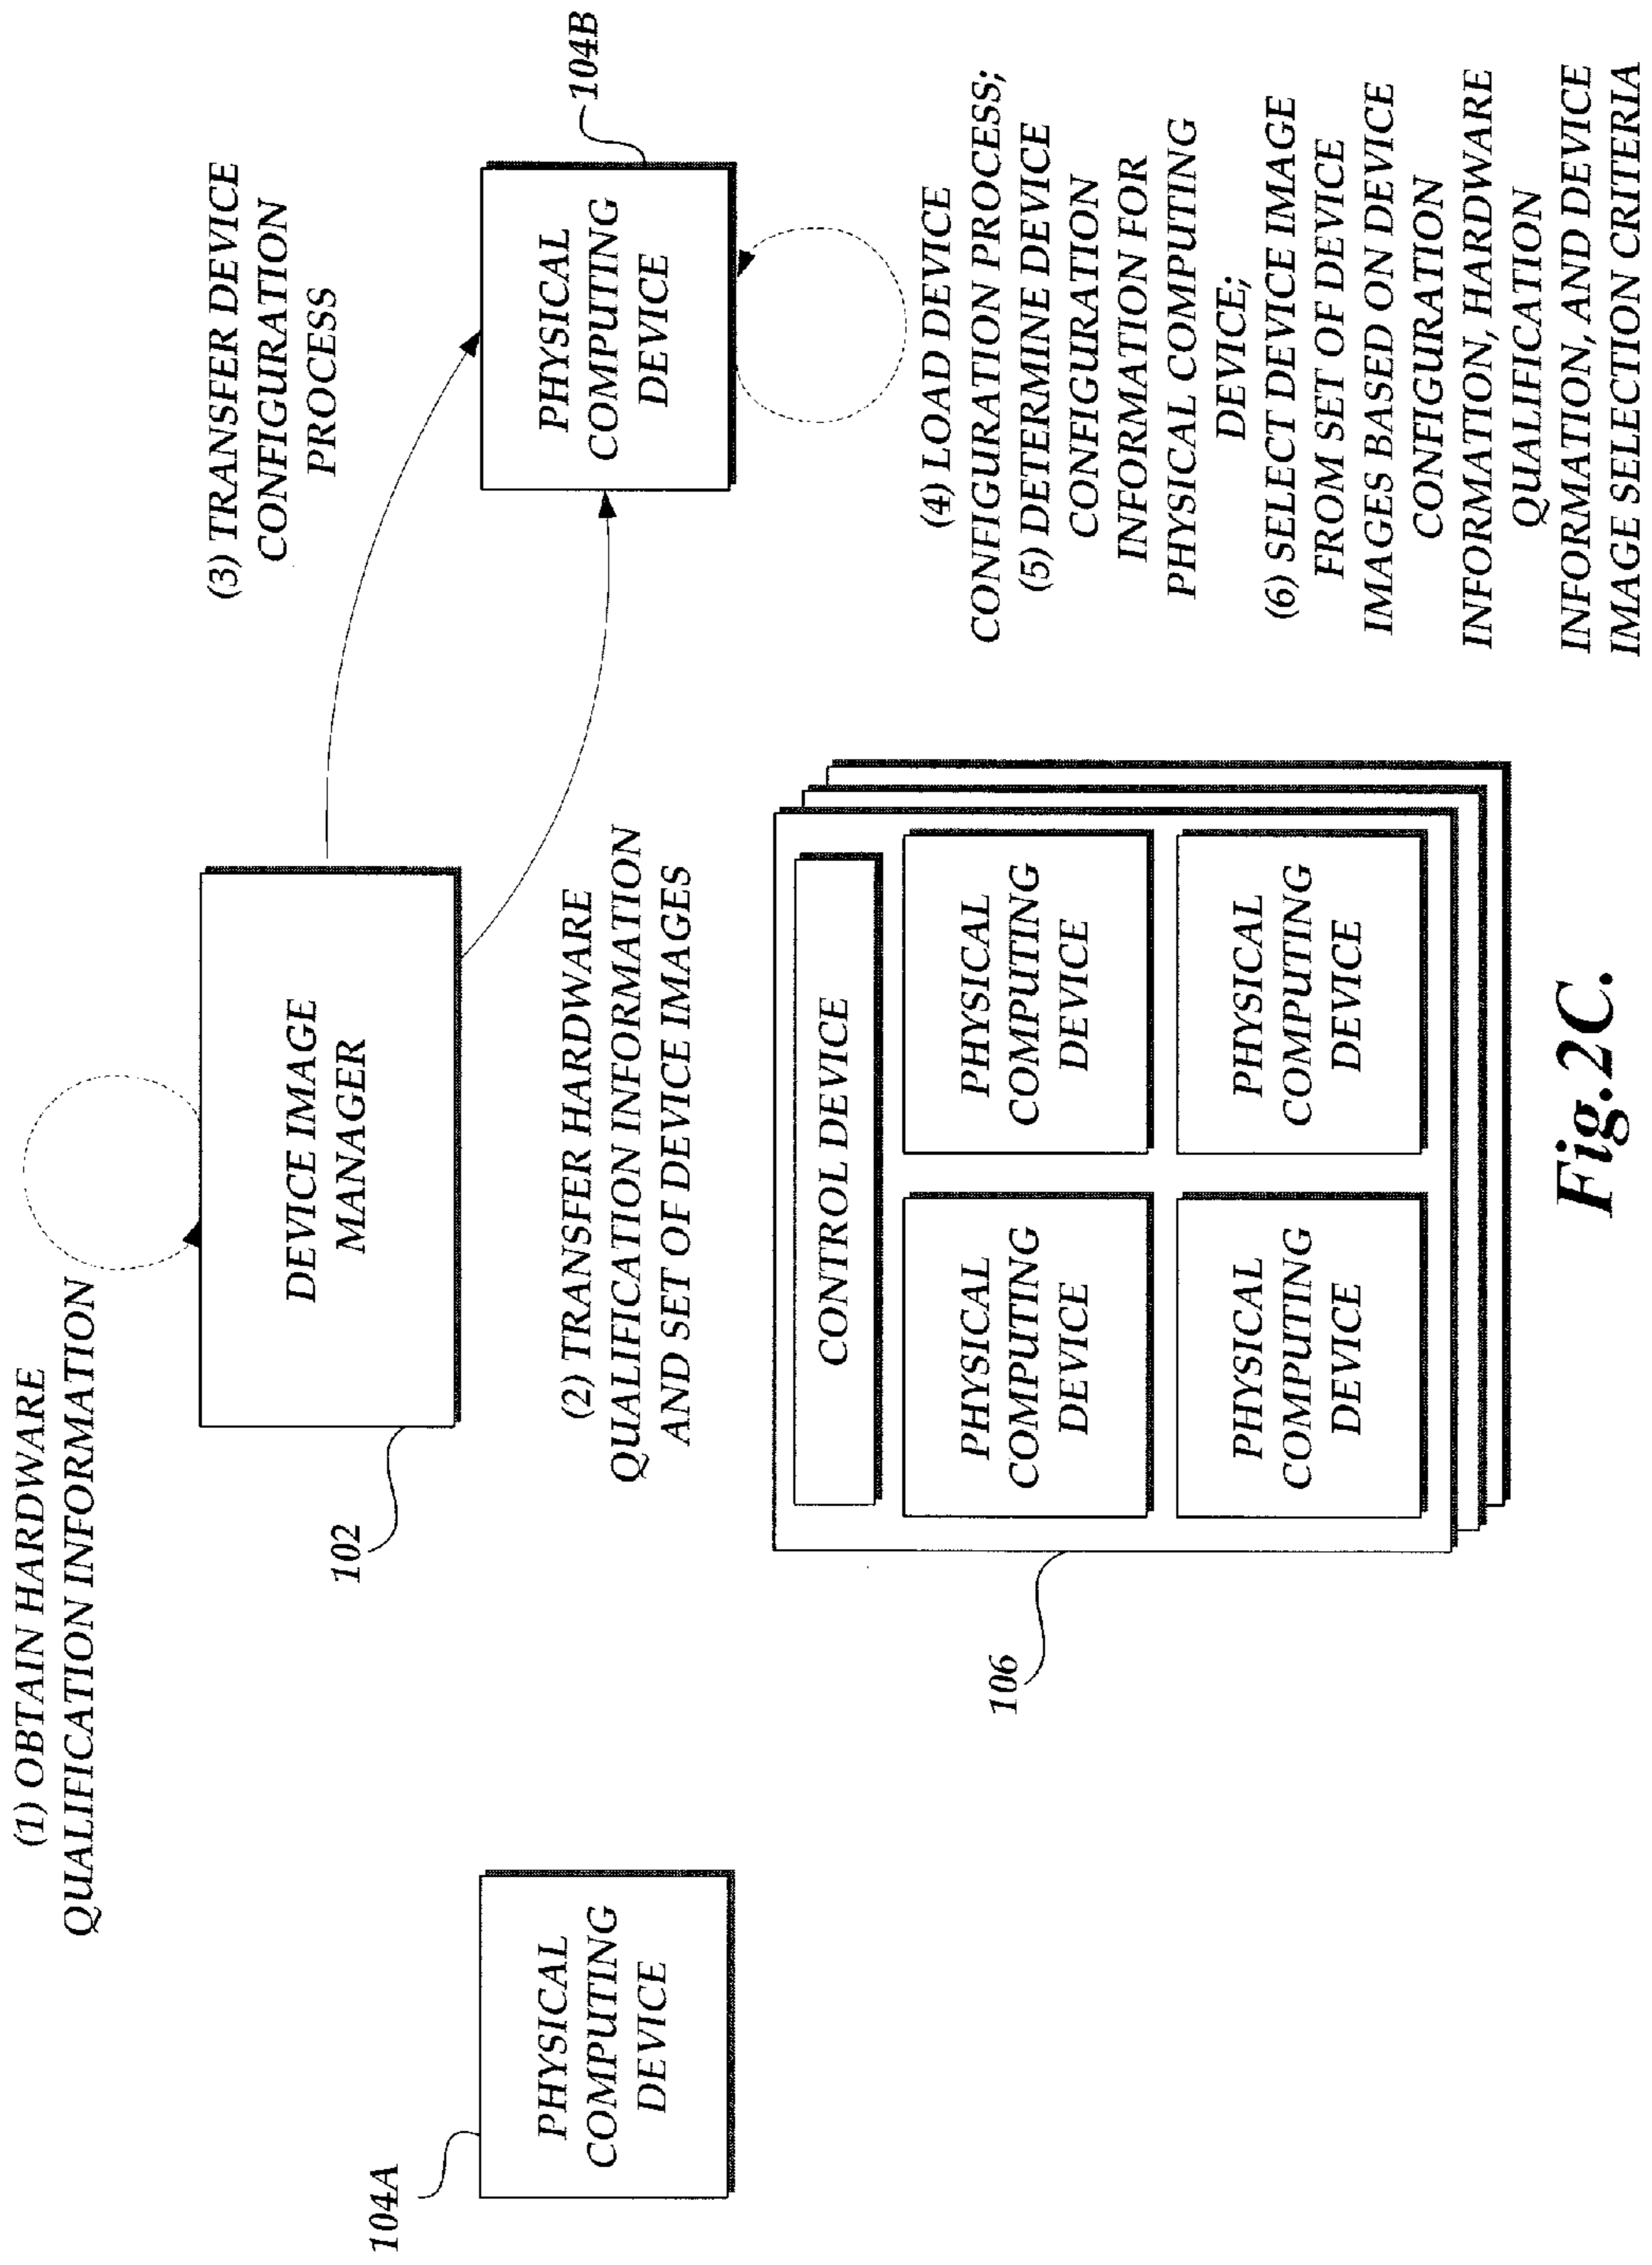 (1) OBTAIN HARDWARE
QUALIFICATION INFORMATION
DEVICE IMAGE
MANAGER
102
(3) TRANSFER DEVICE
CONFIGURATION
PROCESS
104A
PHYSICAL
COMPUTING
DEVICE
(2) TRANSFER HARDWARE
QUALIFICATION INFORMATION
AND SET OF DEVICE IMAGES
PHYSICAL
COMPUTING
DEVICE
104B
106
CONTROL DEVICE
PHYSICAL
COMPUTING
DEVICE
PHYSICAL
COMPUTING
DEVICE
PHYSICAL
COMPUTING
DEVICE
PHYSICAL
COMPUTING
DEVICE
(4) LOAD DEVICE
CONFIGURATION PROCESS;
(5) DETERMINE DEVICE
CONFIGURATION
INFORMATION FOR
PHYSICAL COMPUTING
DEVICE;
(6) SELECT DEVICE IMAGE
FROM SET OF DEVICE
IMAGES BASED ON DEVICE
CONFIGURATION
INFORMATION, HARDWARE
QUALIFICATION
INFORMATION, AND DEVICE
IMAGE SELECTION CRITERIA
Fig.2C.